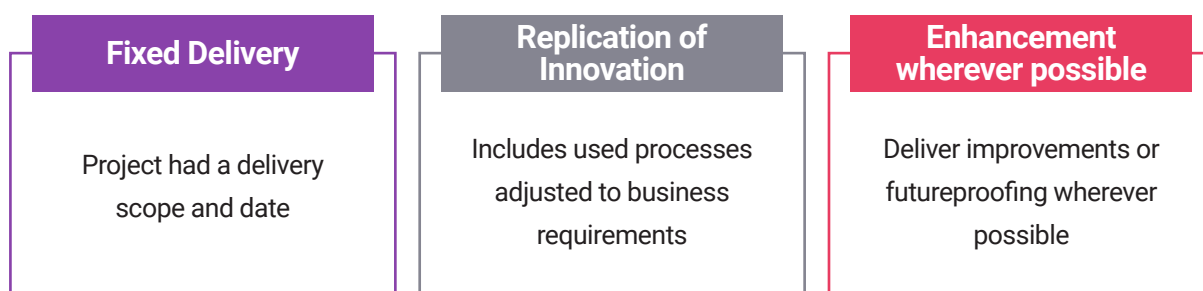 Fixed Delivery
Project had a delivery
scope and date
Replication of
Innovation
Includes used processes
adjusted to business
requirements
Enhancement
wherever possible
Deliver improvements or
futureproofing wherever
possible